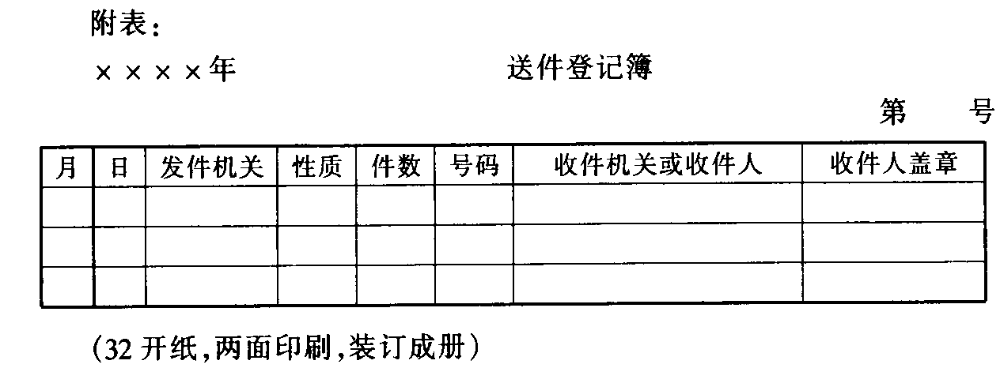 附表：
××××年 送件登记簿
第 号
月 日 发件机关 性质 件数 号码 收件机关或收件人 收件人盖章
(32开纸,两面印刷,装订成册)